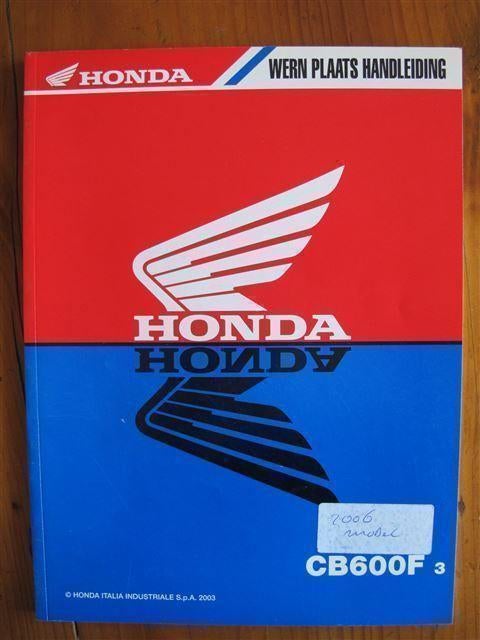 HONDA
WERN PLAATS HANDLEIDING
HONDA
HONDA
2006
model
CB600F 3
© HONDA ITALIA INDUSTRIALE S.p.A. 2003